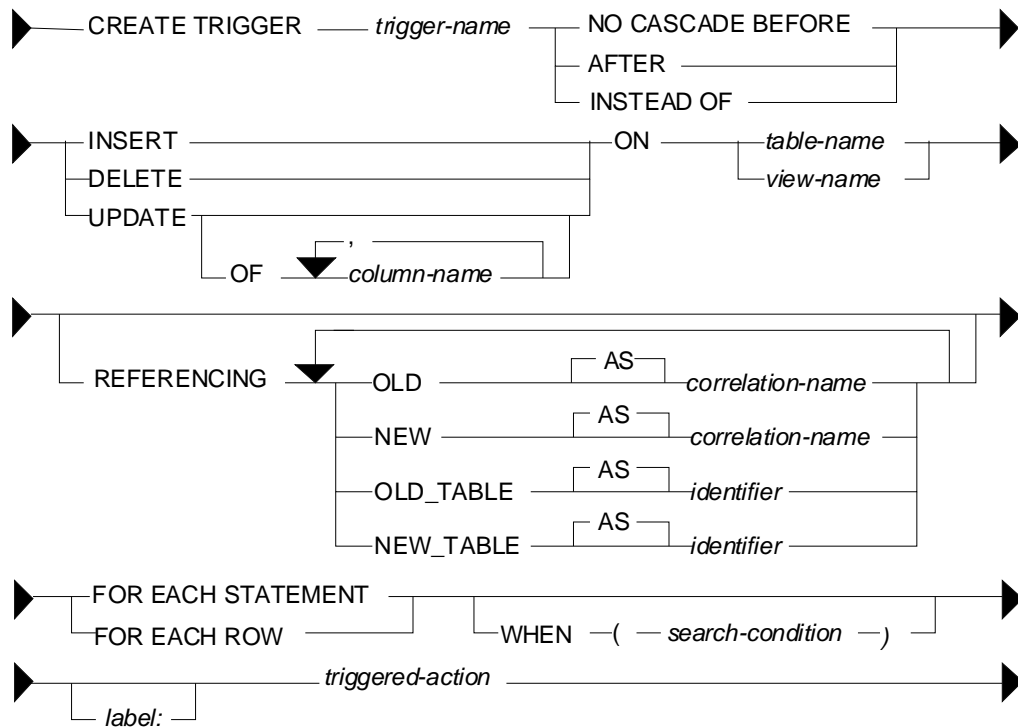 CREATE TRIGGER trigger-name NO CASCADE BEFORE
AFTER
INSTEAD OF
INSERT ON table-name
DELETE view-name
UPDATE
,
OF column-name
AS
REFERENCING OLD correlation-name
AS
NEW correlation-name
AS
OLD_TABLE identifier
AS
NEW_TABLE identifier
FOR EACH STATEMENT
FOR EACH ROW WHEN ( search-condition )
triggered-action
label: